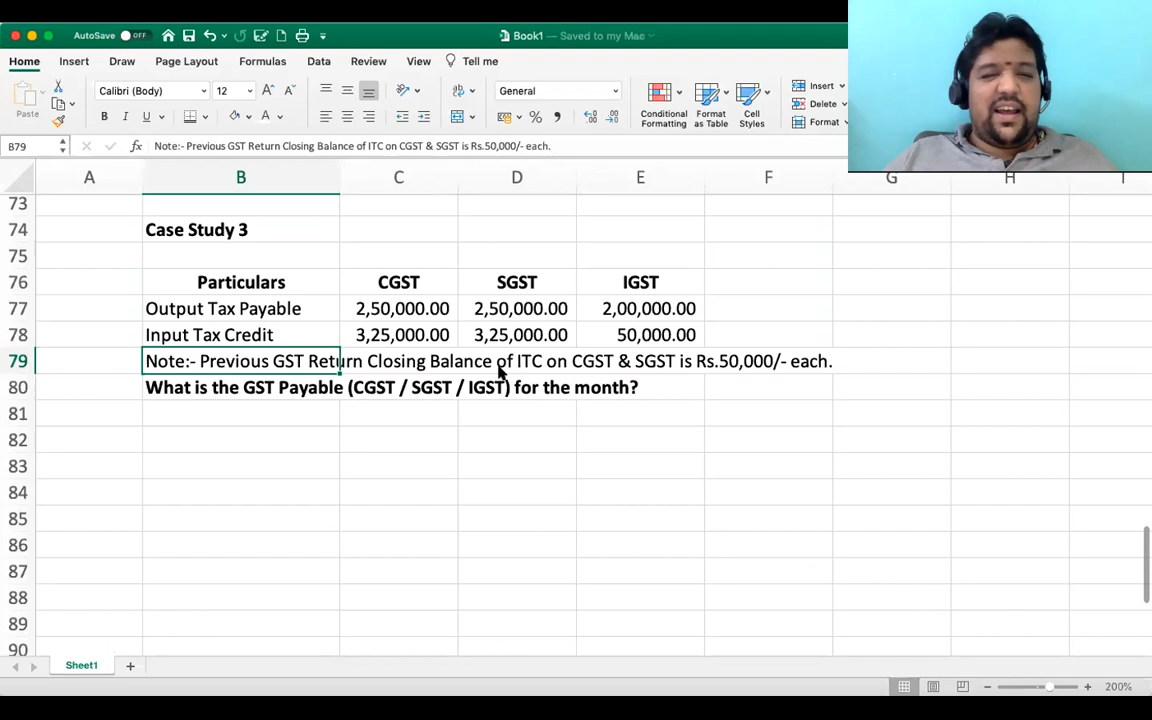 AutoSave OFF
Book1 — Saved to my Mac
Home Insert Draw Page Layout Formulas Data Review View Tell me
Paste
Calibri (Body) 12
B I U
A A
General
%
Conditional Formatting
Format as Table
Cell Styles
Insert
Delete
Format
B79 fx Note:- Previous GST Return Closing Balance of ITC on CGST & SGST is Rs.50,000/- each.
A B C D E F G H I
73
74 Case Study 3
75
76 Particulars CGST SGST IGST
77 Output Tax Payable 2,50,000.00 2,50,000.00 2,00,000.00
78 Input Tax Credit 3,25,000.00 3,25,000.00 50,000.00
79 Note:- Previous GST Return Closing Balance of ITC on CGST & SGST is Rs.50,000/- each.
80 What is the GST Payable (CGST / SGST / IGST) for the month?
81
82
83
84
85
86
87
88
89
90
Sheet1
200%